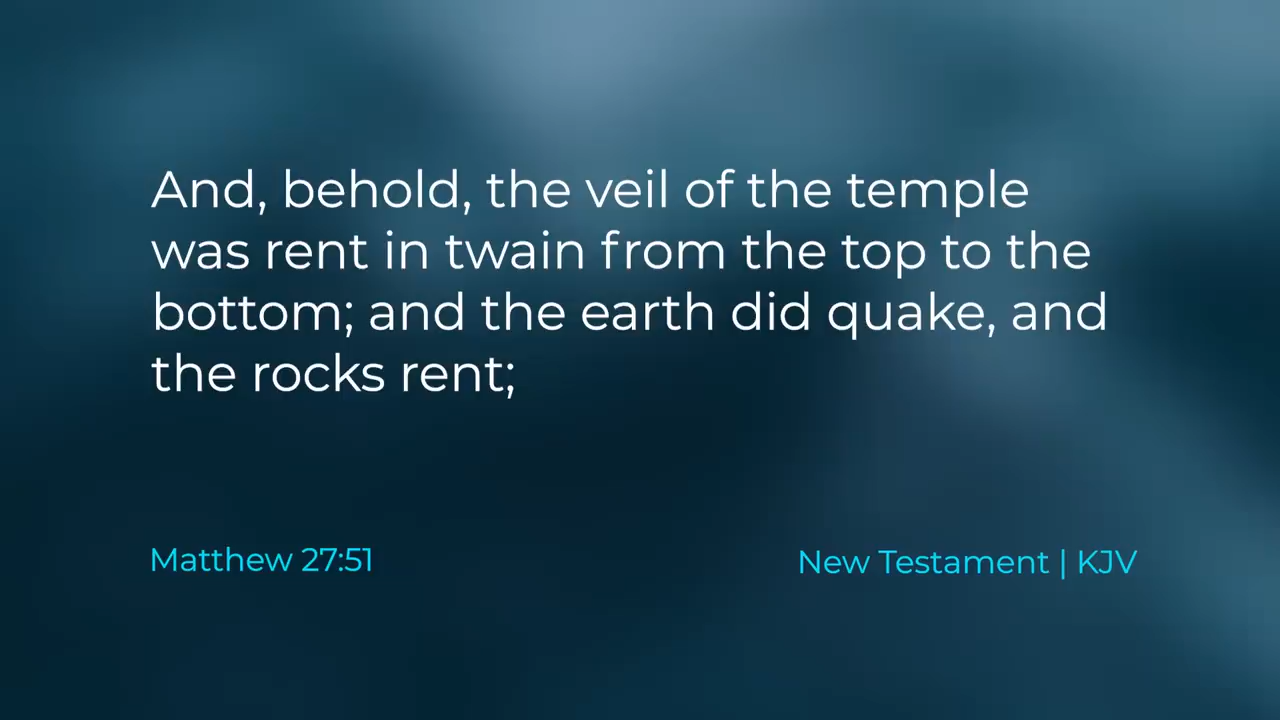 And, behold, the veil of the temple
was rent in twain from the top to the
bottom; and the earth did quake, and
the rocks rent;
Matthew 27:51
New Testament | KJV